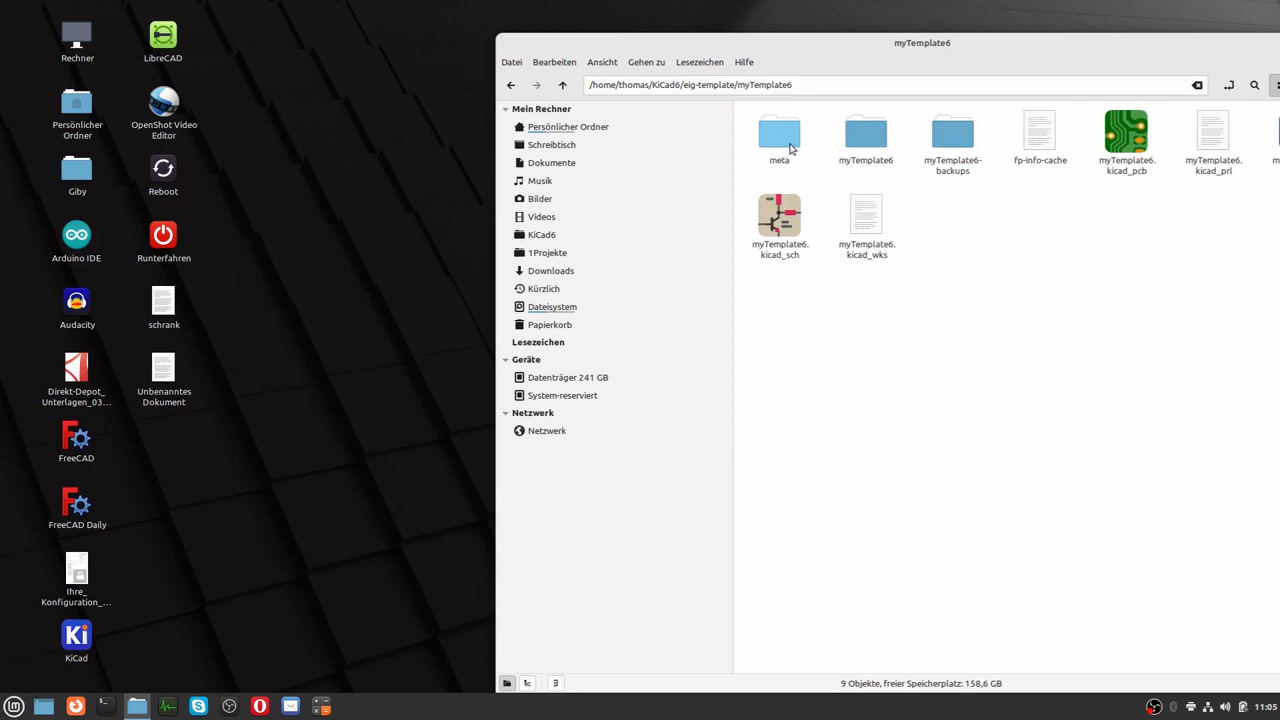 Rechner
LibreCAD
Persönlicher
Ordner
OpenShot Video
Editor
Giby
Reboot
Arduino IDE
Runterfahren
Audacity
schrank
Direkt-Depot_
Unterlagen_03...
Unbenanntes
Dokument
FreeCAD
FreeCAD Daily
Ihre_
Konfiguration_...
Ki
KiCad
myTemplate6
Datei Bearbeiten Ansicht Gehen zu Lesezeichen Hilfe
/home/thomas/KiCad6/eig-template/myTemplate6
Mein Rechner
Persönlicher Ordner
Schreibtisch
Dokumente
Musik
Bilder
Videos
KiCad6
1Projekte
Downloads
Kürzlich
Dateisystem
Papierkorb
Lesezeichen
Geräte
Datenträger 241 GB
System-reserviert
Netzwerk
Netzwerk
meta
myTemplate6
myTemplate6-
backups
fp-info-cache
myTemplate6.
kicad_pcb
myTemplate6.
kicad_prl
myTemplate6.
kicad_sch
myTemplate6.
kicad_wks
9 Objekte, freier Speicherplatz: 158,6 GB
11:05